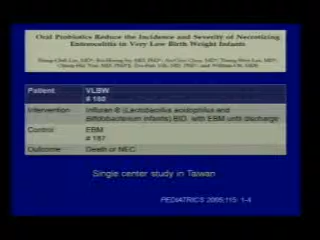 Oral Probiotics Reduce the Incidence and Severity of Necrotizing
Enterocolitis in Very Low Birth Weight Infants
Patient VLBW
# 180
Intervention Infloran-B (Lactobacillus acidophilus and
Bifidobacterium infantis) BID with EBM until discharge
Control EBM
# 187
Outcome Death or NEC
Single center study in Taiwan
PEDIATRICS 2005;115: 1-4